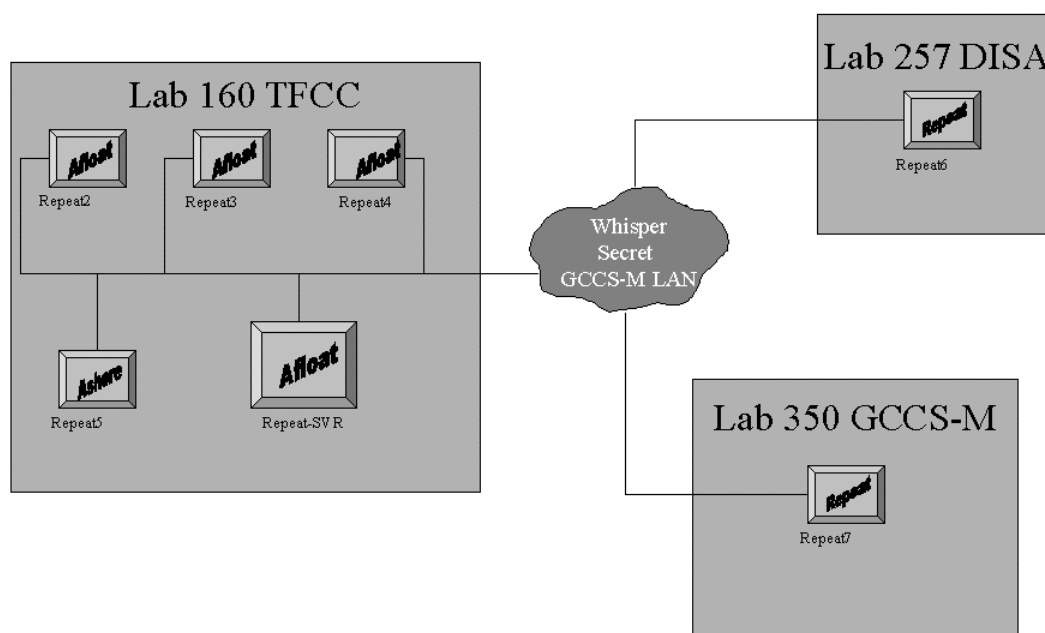 Lab 160 TFCC
Afloat
Afloat
Afloat
Repeat2
Repeat3
Repeat4
Ashore
Afloat
Repeat5
Repeat-SVR
Whisper
Secret
GCCS-M LAN
Lab 257 DISA
Repeat
Repeat6
Lab 350 GCCS-M
Repeat
Repeat7